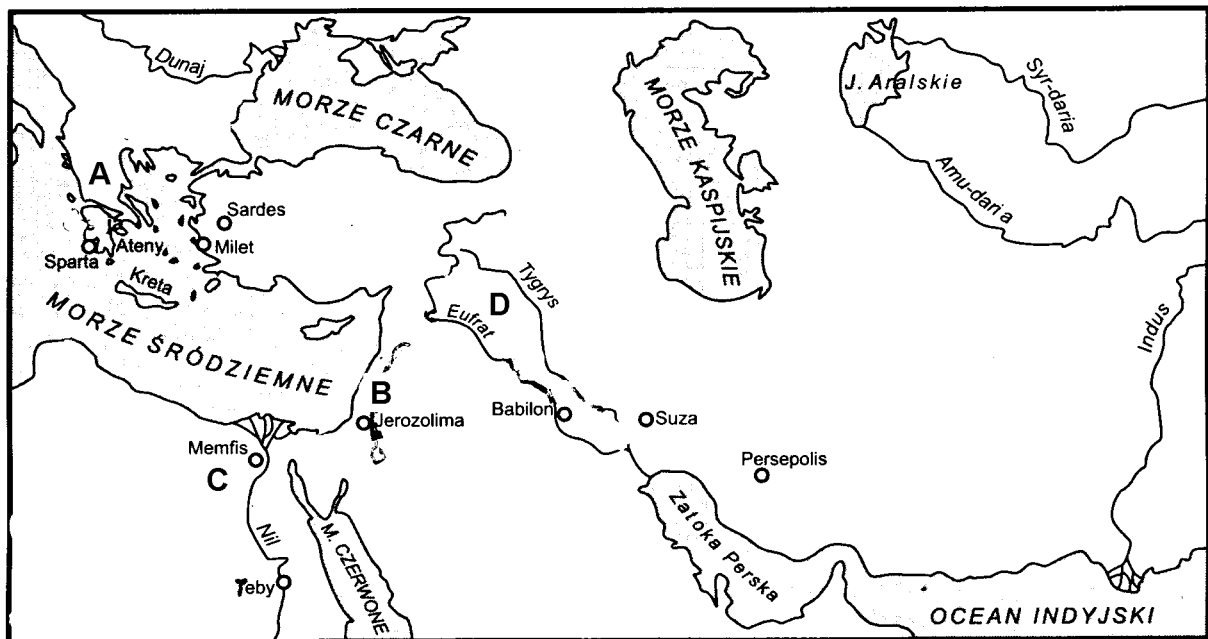 Dunaj
MORZE CZARNE
MORZE KASPIJSKIE
J. Aralskie
Syr-daria
Amu-daria
A
Sardes
Ateny
Milet
Sparta
Kreta
D
Tygrys
Eufrat
Indus
MORZE ŚRÓDZIEMNE
B
Jerozolima
Babilon
Suza
Memfis
C
Persepolis
Nil
M. CZERWONE
Zatoka Perska
Teby
OCEAN INDYJSKI